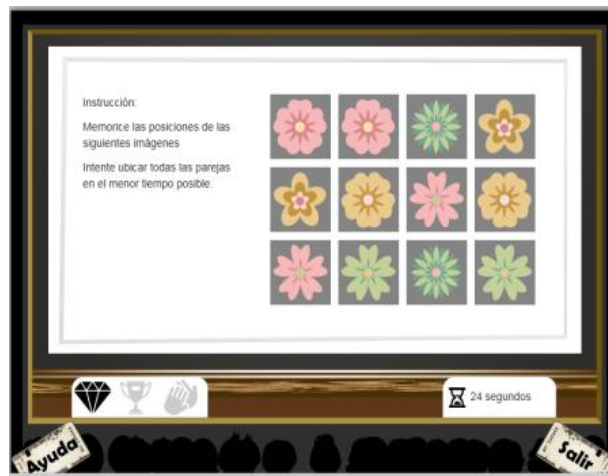 Instrucción:
Memorice las posiciones de las
siguientes imágenes
Intente ubicar todas las parejas
en el menor tiempo posible.
24 segundos
Ayuda
Salir